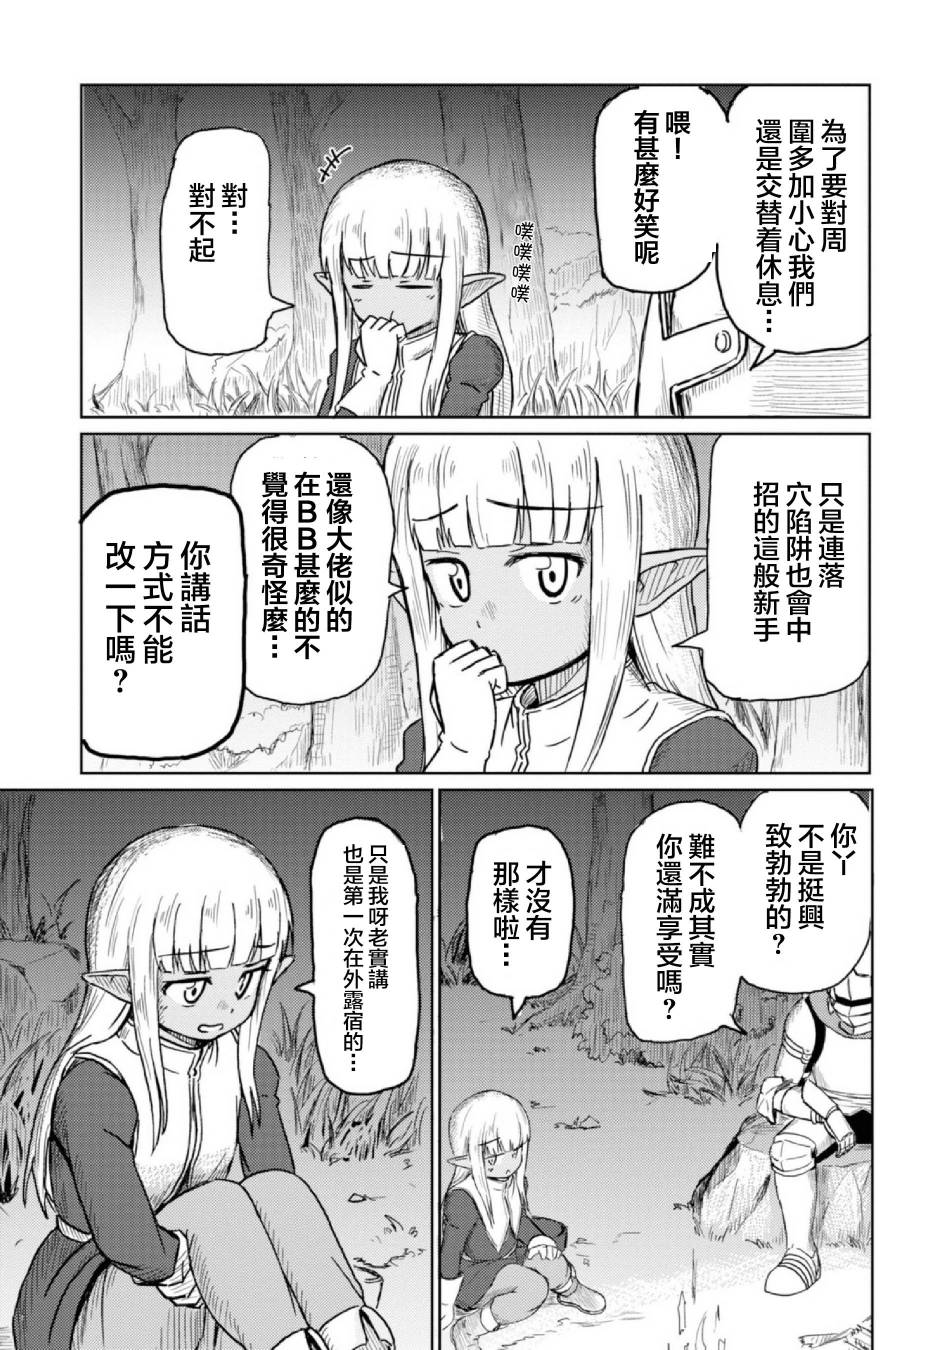 為了要對周
圍多加小心我們
還是交替着休息…
喂！
有甚麼好笑呢
噗噗噗噗
對…
對不起
只是連落
穴陷阱也會中
招的這般新手
還像大佬似的
在ＢＢ甚麼的不
覺得很奇怪麼…
你講話
方式不能
改一下嗎？
你丫
不是挺興
致勃勃的？
難不成其實
你還滿享受嗎？
才沒有
那樣啦…
只是我呀老實講
也是第一次在外露宿的…